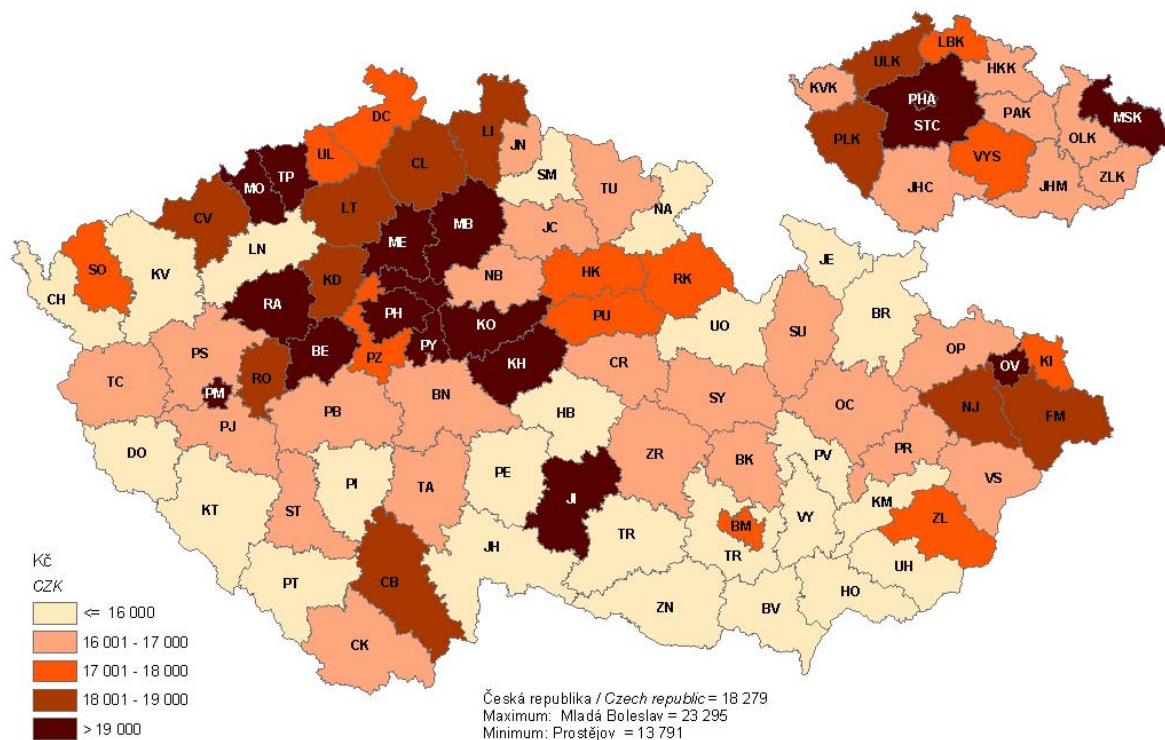 LBK
ULK
HKK
KVK
PHA
STC
PAK
MSK
PLK
OLK
VYS
ZLK
JHC
JHM
DC
LI
UL
JN
TP
CL
MO
SM
TU
CV
LT
MB
NA
ME
JC
LN
SO
KV
NB
HK
JE
CH
KD
RK
RA
PH
KO
PU
UO
BR
BE
PZ
PY
SU
PS
KH
CR
OP
KI
TC
RO
OV
PM
BN
SY
OC
NJ
FM
PB
HB
PJ
PR
DO
ZR
BK
PV
PE
VS
PI
TA
JI
KM
KT
ST
VY
ZL
BM
TR
JH
TR
UH
PT
CB
HO
ZN
BV
CK
Kč
CZK
<= 16 000
16 001 - 17 000
17 001 - 18 000
18 001 - 19 000
> 19 000
Česká republika / Czech republic = 18 279
Maximum: Mladá Boleslav = 23 295
Minimum: Prostějov = 13 791